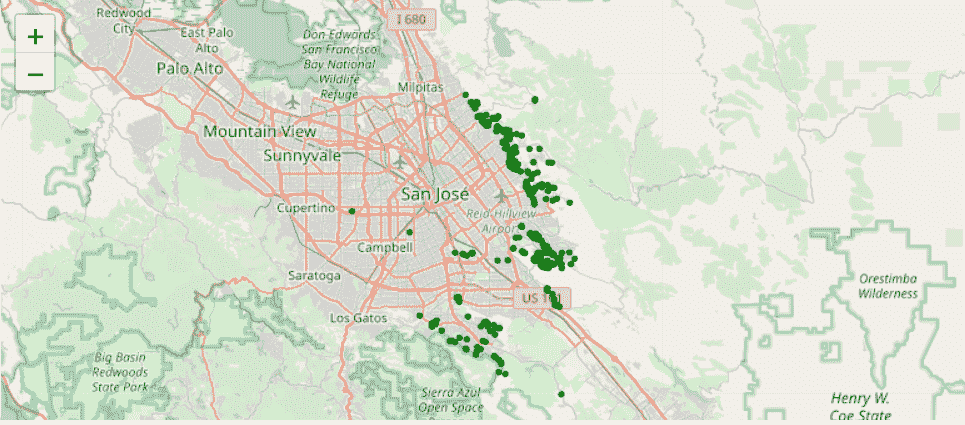 +
−
Redwood
City
East Palo
Alto
Palo Alto
Don Edwards
San Francisco
Bay National
Wildlife
Refuge
I 680
Milpitas
Mountain View
Sunnyvale
San José
Cupertino
Reid-Hillview
Airport
Campbell
Saratoga
US 101
Los Gatos
Orestimba
Wilderness
Big Basin
Redwoods
State Park
Sierra Azul
Open Space
Henry W.
Coe State